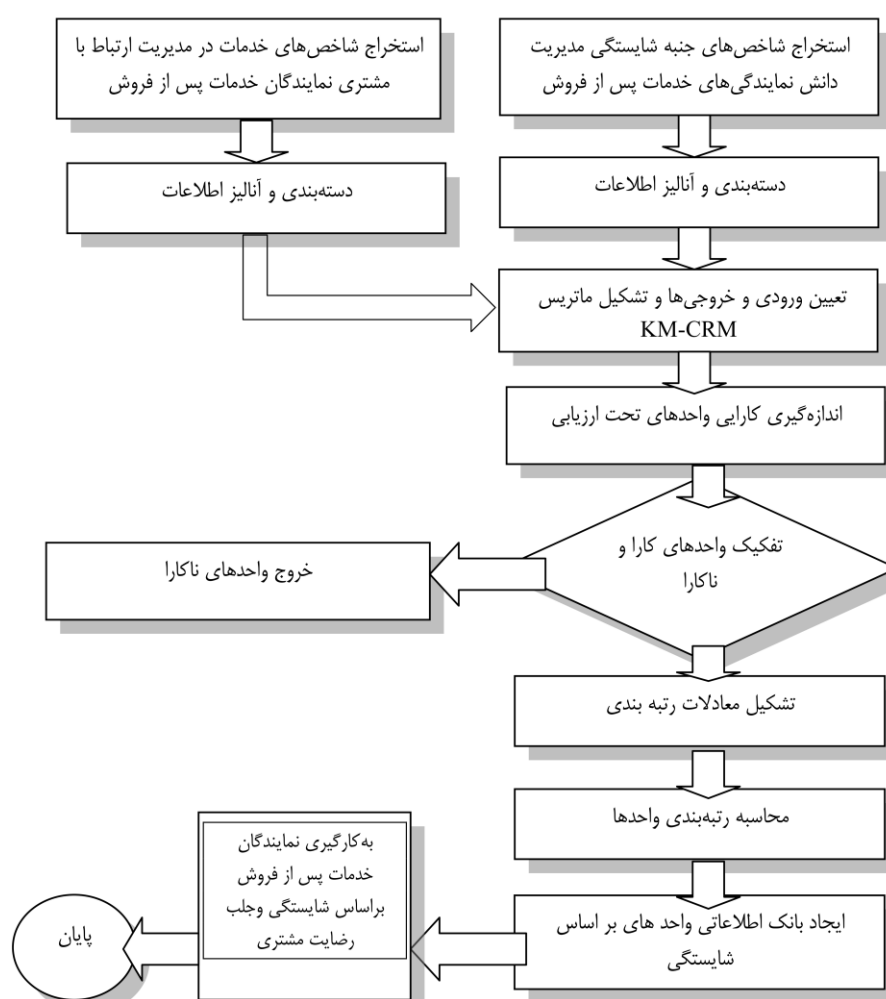 استخراج شاخص‌های جنبه شایستگی مدیریت
دانش نمایندگی‌های خدمات پس از فروش
استخراج شاخص‌های خدمات در مدیریت ارتباط با
مشتری نمایندگان خدمات پس از فروش
دسته‌بندی و آنالیز اطلاعات
دسته‌بندی و آنالیز اطلاعات
تعیین ورودی و خروجی‌ها و تشکیل ماتریس
KM-CRM
اندازه‌گیری کارایی واحدهای تحت ارزیابی
تفکیک واحدهای کارا و
ناکارا
خروج واحدهای ناکارا
تشکیل معادلات رتبه بندی
محاسبه رتبه‌بندی واحدها
ایجاد بانک اطلاعاتی واحد های بر اساس
شایستگی
به‌کارگیری نمایندگان
خدمات پس از فروش
براساس شایستگی وجلب
رضایت مشتری
پایان